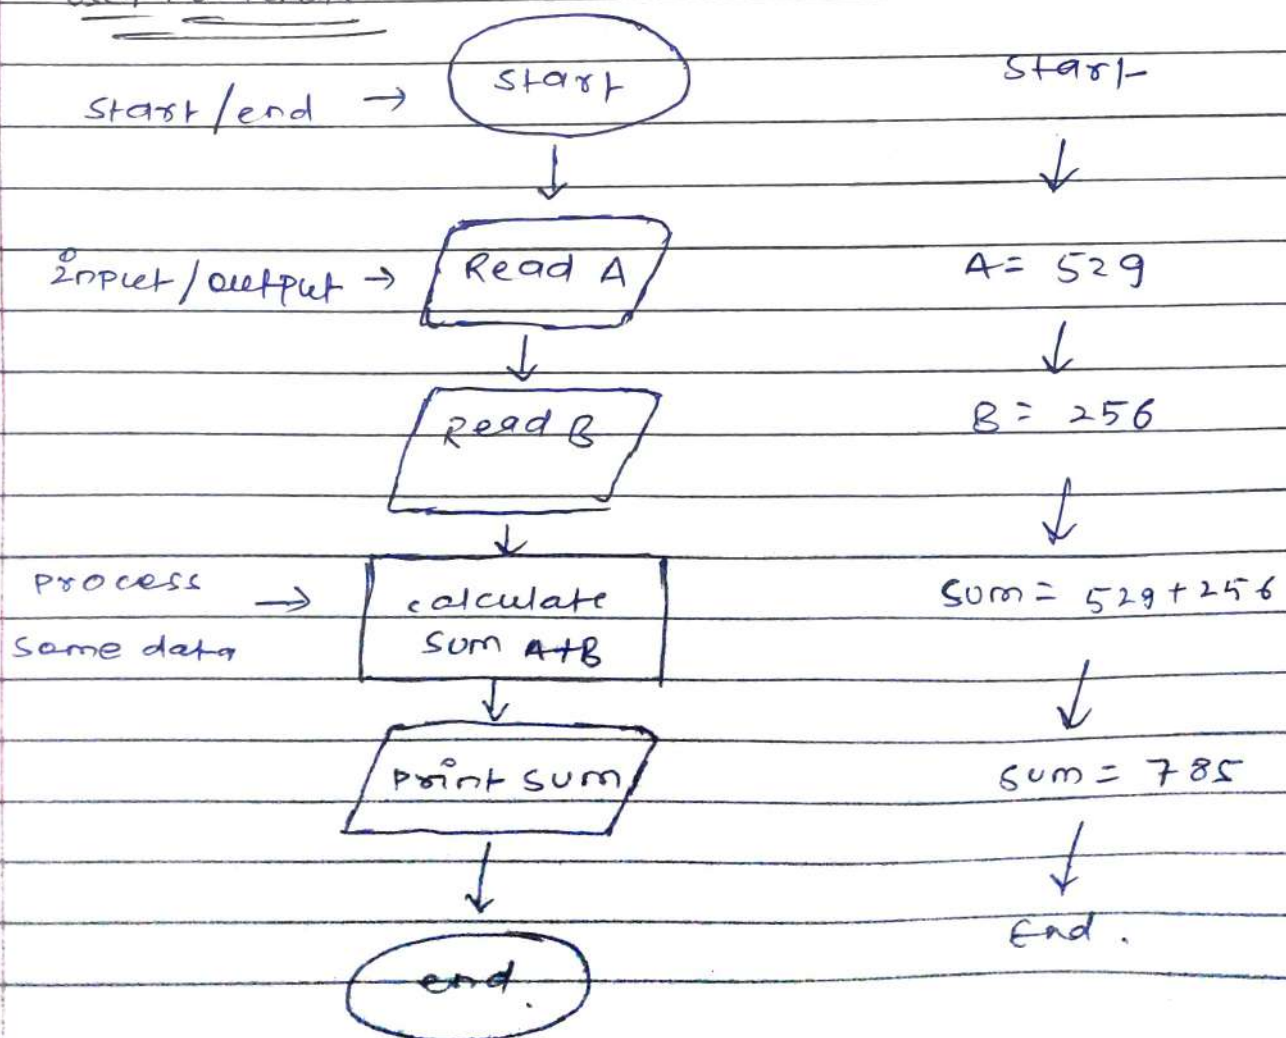 Start/end → Start
Start
input/output → Read A
A= 529
Read B
B= 256
Process → calculate
some data sum A+B
sum= 529+256
print sum
sum= 785
end.
End.